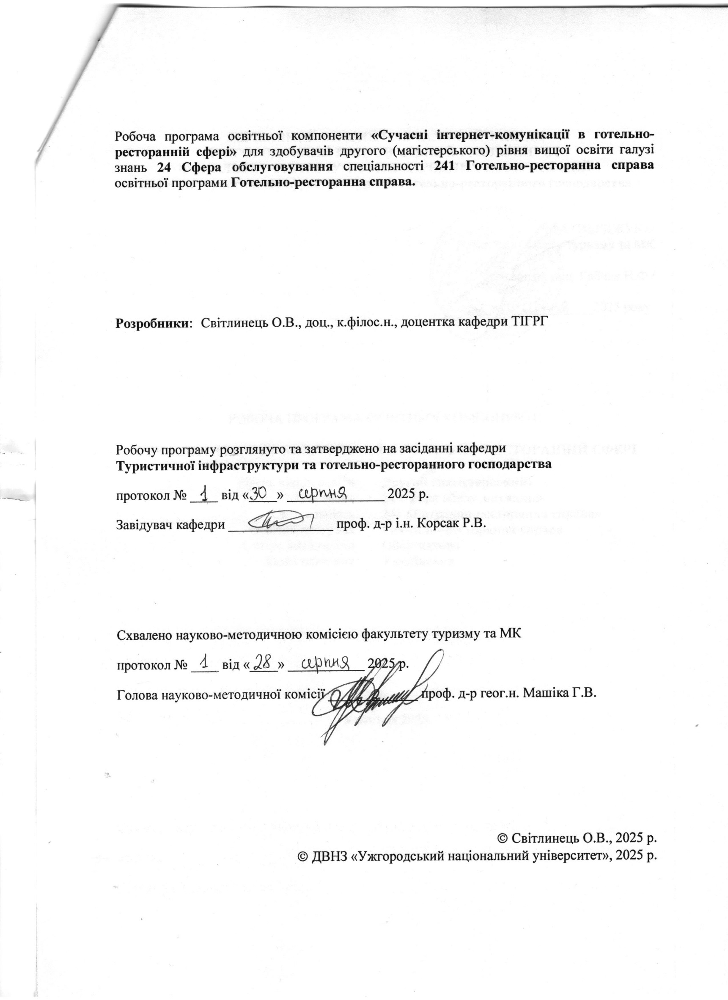 Робоча програма освітньої компоненти «Сучасні інтернет-комунікації в готельно-
ресторанній сфері» для здобувачів другого (магістерського) рівня вищої освіти галузі
знань 24 Сфера обслуговування спеціальності 241 Готельно-ресторанна справа
освітньої програми Готельно-ресторанна справа.
Розробники: Світлинець О.В., доц., к.філос.н., доцентка кафедри ТІГРГ
Робочу програму розглянуто та затверджено на засіданні кафедри
Туристичної інфраструктури та готельно-ресторанного господарства
протокол № 1 від «30» серпня 2025 р.
Завідувач кафедри проф. д-р і.н. Корсак Р.В.
Схвалено науково-методичною комісією факультету туризму та МК
протокол № 1 від «28» серпня 2025 р.
Голова науково-методичної комісії проф. д-р геог.н. Машіка Г.В.
© Світлинець О.В., 2025 р.
© ДВНЗ «Ужгородський національний університет», 2025 р.